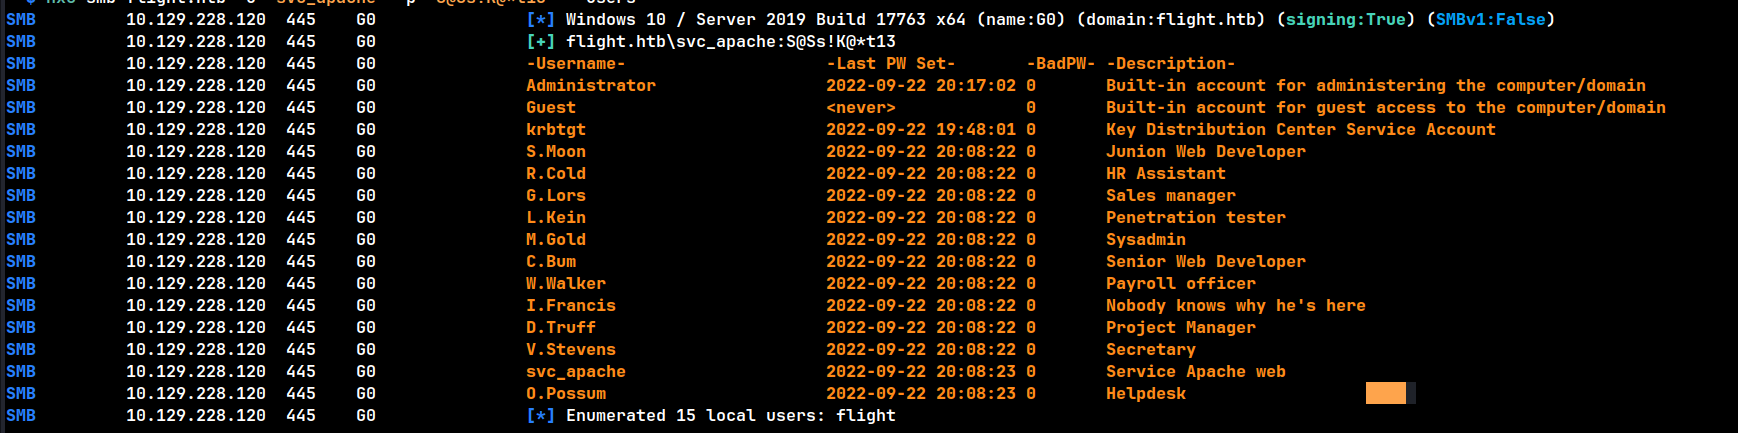 $ nxc smb flight.htb -u 'svc_apache' -p 'S@Ss!K@*t13' --users
SMB 10.129.228.120 445 G0 [*] Windows 10 / Server 2019 Build 17763 x64 (name:G0) (domain:flight.htb) (signing:True) (SMBv1:False)
SMB 10.129.228.120 445 G0 [+] flight.htb\svc_apache:S@Ss!K@*t13
SMB 10.129.228.120 445 G0 -Username- -Last PW Set- -BadPW- -Description-
SMB 10.129.228.120 445 G0 Administrator 2022-09-22 20:17:02 0 Built-in account for administering the computer/domain
SMB 10.129.228.120 445 G0 Guest <never> 0 Built-in account for guest access to the computer/domain
SMB 10.129.228.120 445 G0 krbtgt 2022-09-22 19:48:01 0 Key Distribution Center Service Account
SMB 10.129.228.120 445 G0 S.Moon 2022-09-22 20:08:22 0 Junion Web Developer
SMB 10.129.228.120 445 G0 R.Cold 2022-09-22 20:08:22 0 HR Assistant
SMB 10.129.228.120 445 G0 G.Lors 2022-09-22 20:08:22 0 Sales manager
SMB 10.129.228.120 445 G0 L.Kein 2022-09-22 20:08:22 0 Penetration tester
SMB 10.129.228.120 445 G0 M.Gold 2022-09-22 20:08:22 0 Sysadmin
SMB 10.129.228.120 445 G0 C.Bum 2022-09-22 20:08:22 0 Senior Web Developer
SMB 10.129.228.120 445 G0 W.Walker 2022-09-22 20:08:22 0 Payroll officer
SMB 10.129.228.120 445 G0 I.Francis 2022-09-22 20:08:22 0 Nobody knows why he's here
SMB 10.129.228.120 445 G0 D.Truff 2022-09-22 20:08:22 0 Project Manager
SMB 10.129.228.120 445 G0 V.Stevens 2022-09-22 20:08:22 0 Secretary
SMB 10.129.228.120 445 G0 svc_apache 2022-09-22 20:08:23 0 Service Apache web
SMB 10.129.228.120 445 G0 O.Possum 2022-09-22 20:08:23 0 Helpdesk
SMB 10.129.228.120 445 G0 [*] Enumerated 15 local users: flight